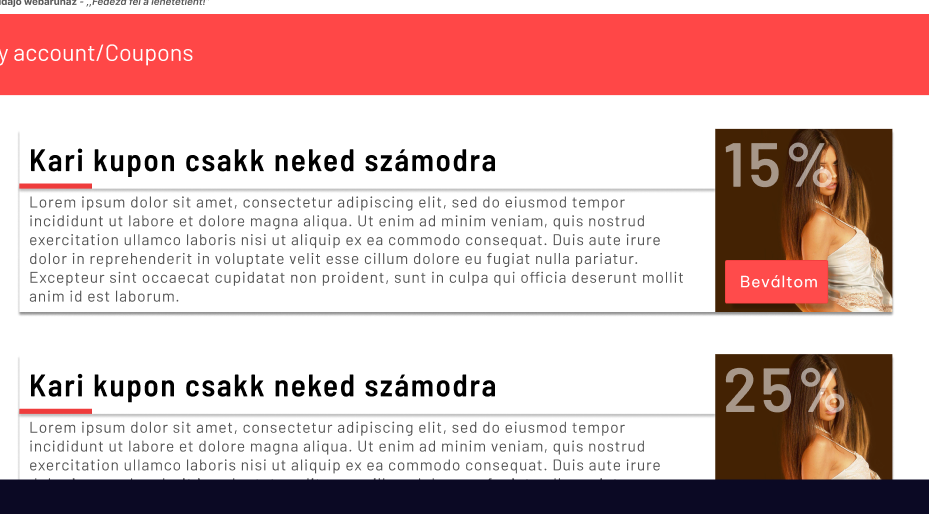 webáruház - ,,Fedezd fel a lehetetlent!
y account/Coupons
Kari kupon csakk neked számodra
15%
Lorem ipsum dolor sit amet, consectetur adipiscing elit, sed do eiusmod tempor
incididunt ut labore et dolore magna aliqua. Ut enim ad minim veniam, quis nostrud
exercitation ullamco laboris nisi ut aliquip ex ea commodo consequat. Duis aute irure
dolor in reprehenderit in voluptate velit esse cillum dolore eu fugiat nulla pariatur.
Excepteur sint occaecat cupidatat non proident, sunt in culpa qui officia deserunt mollit
anim id est laborum.
Beváltom
Kari kupon csakk neked számodra
25%
Lorem ipsum dolor sit amet, consectetur adipiscing elit, sed do eiusmod tempor
incididunt ut labore et dolore magna aliqua. Ut enim ad minim veniam, quis nostrud
exercitation ullamco laboris nisi ut aliquip ex ea commodo consequat. Duis aute irure